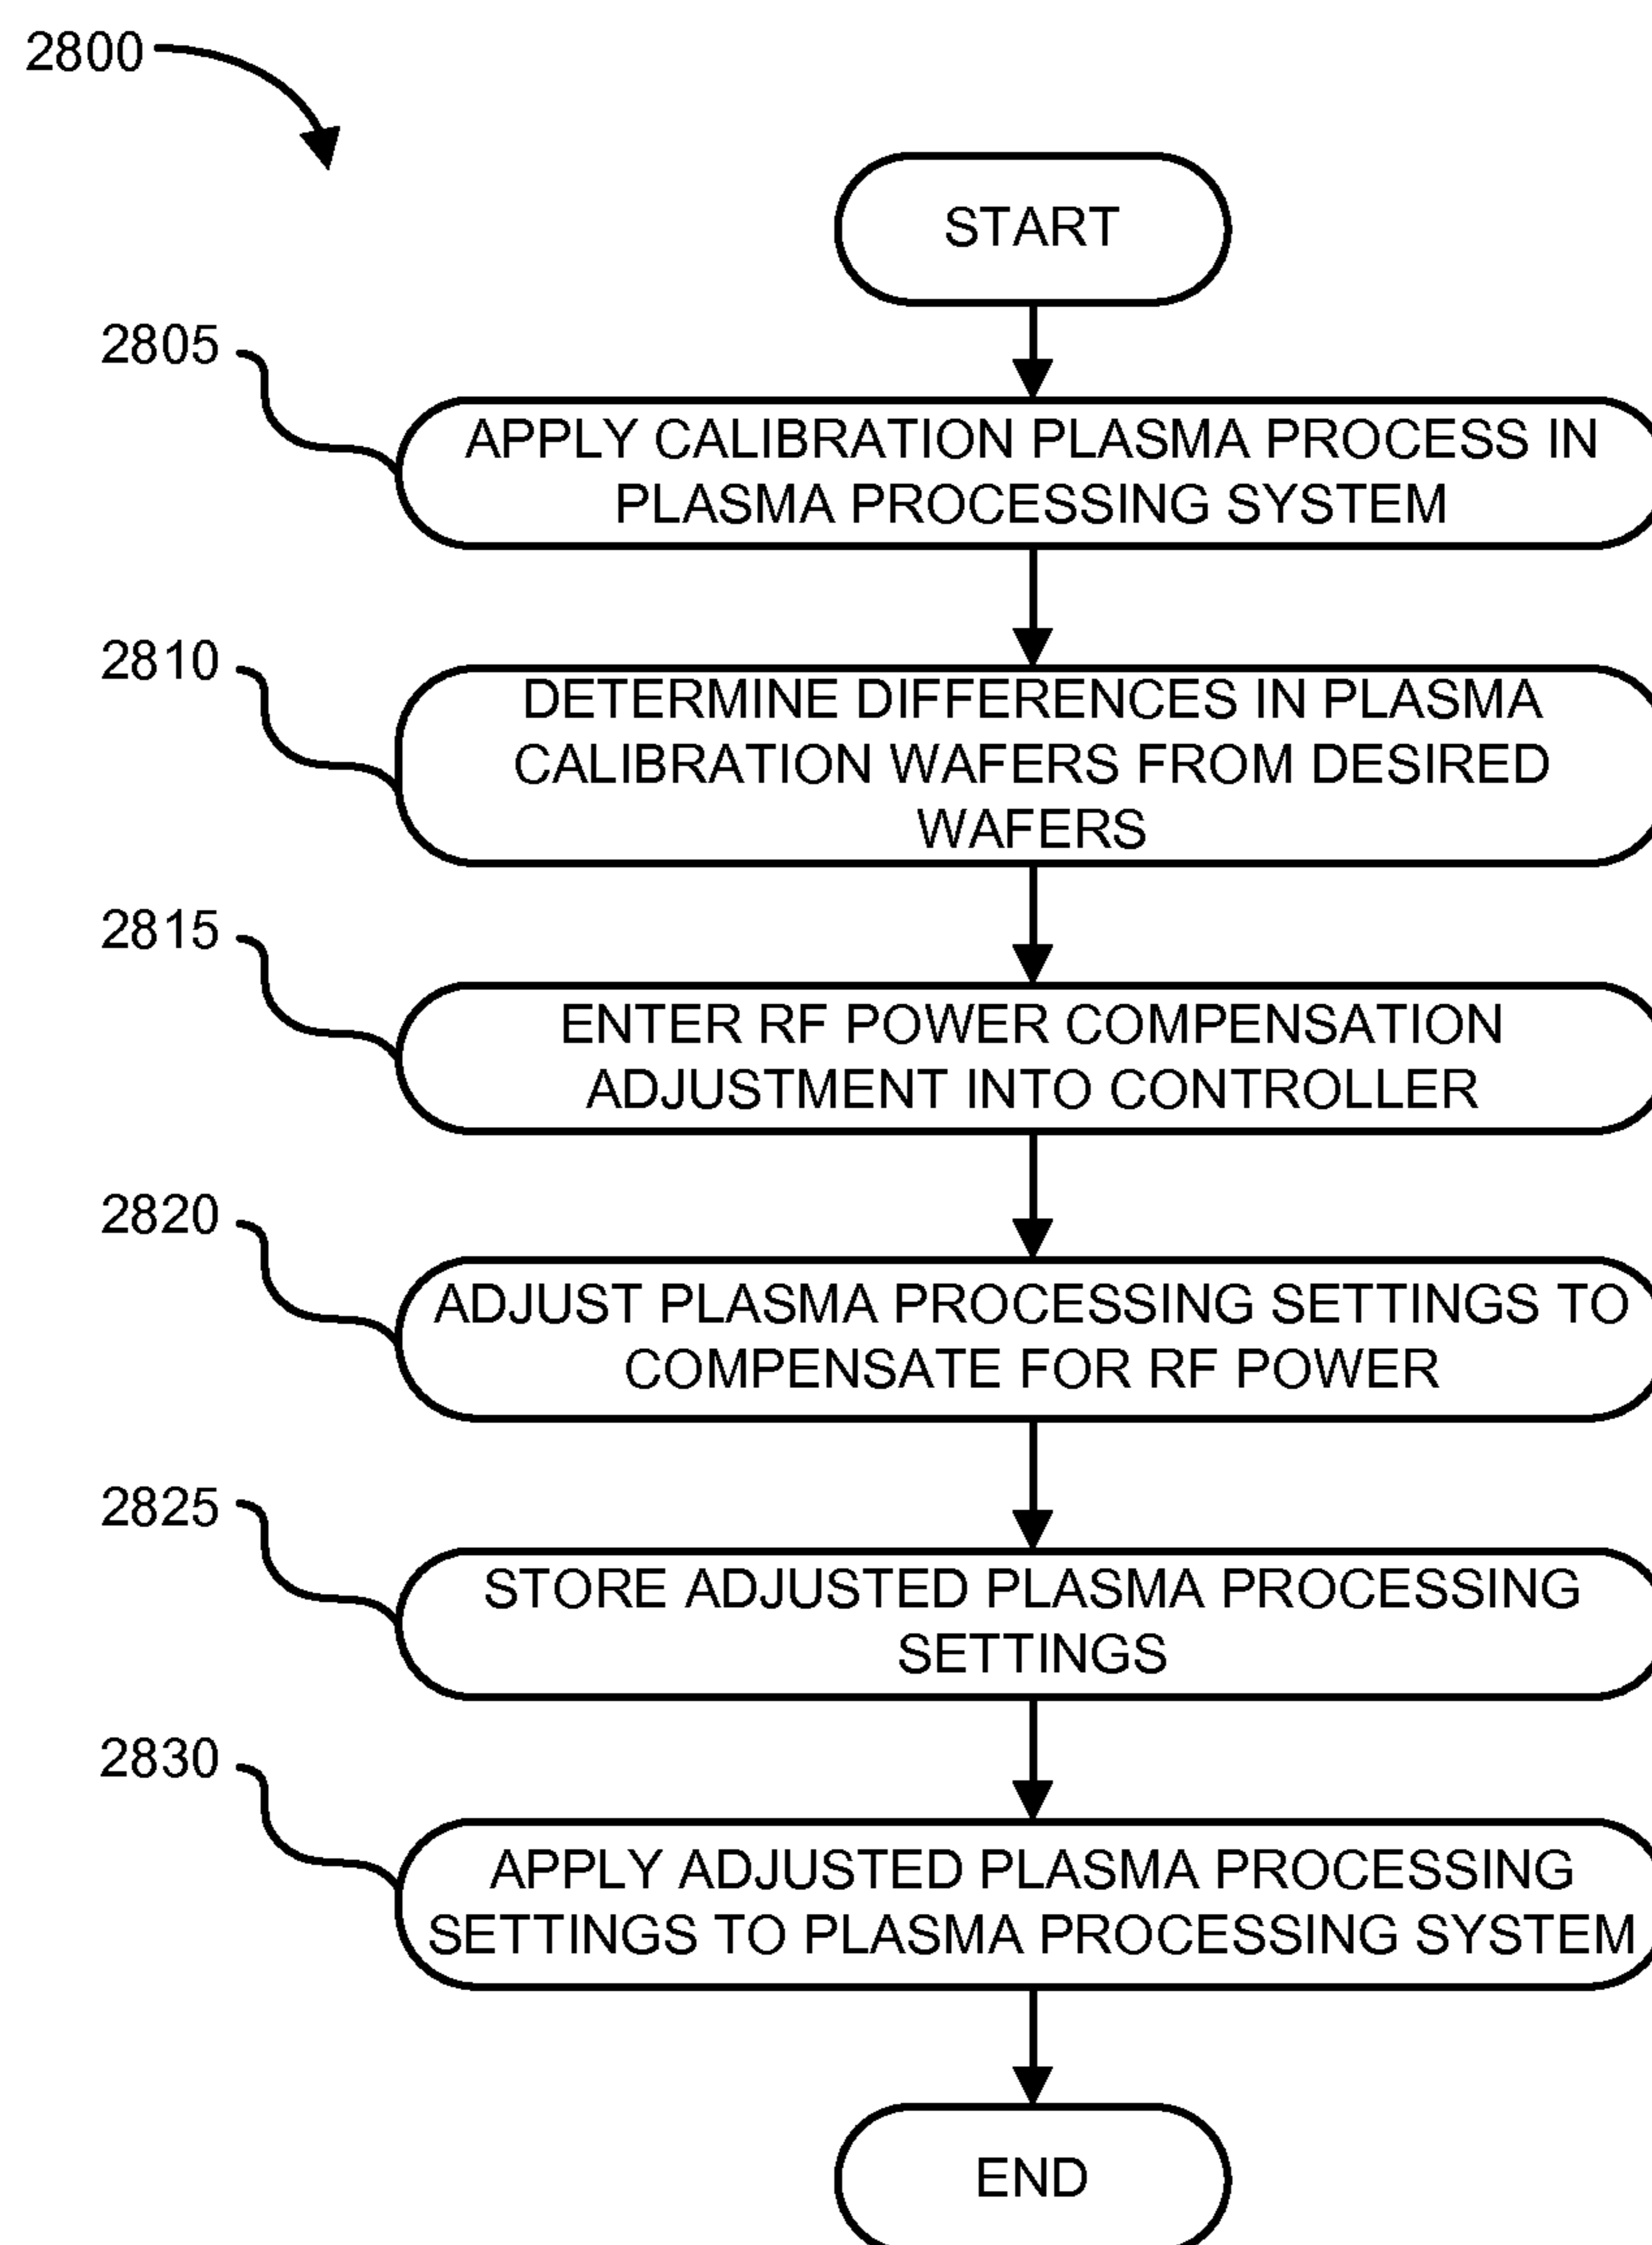 2800
START
2805
APPLY CALIBRATION PLASMA PROCESS IN
PLASMA PROCESSING SYSTEM
2810
DETERMINE DIFFERENCES IN PLASMA
CALIBRATION WAFERS FROM DESIRED
WAFERS
2815
ENTER RF POWER COMPENSATION
ADJUSTMENT INTO CONTROLLER
2820
ADJUST PLASMA PROCESSING SETTINGS TO
COMPENSATE FOR RF POWER
2825
STORE ADJUSTED PLASMA PROCESSING
SETTINGS
2830
APPLY ADJUSTED PLASMA PROCESSING
SETTINGS TO PLASMA PROCESSING SYSTEM
END